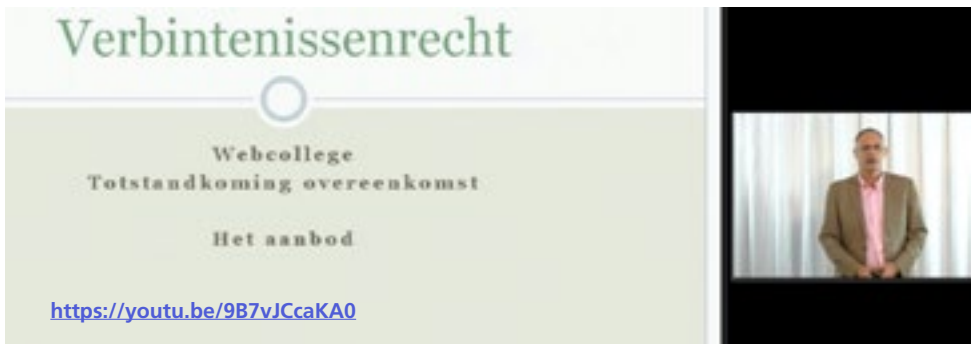 Verbintenissenrecht
Webcollege
Totstandkoming overeenkomst
Het aanbod
https://youtu.be/9B7vJCcaKA0